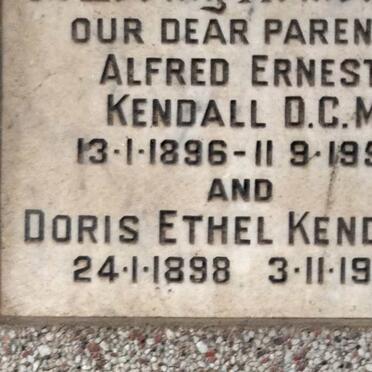 OUR DEAR PAREN
ALFRED ERNEST
KENDALL D.C.M
13·1·1896 - 11 9·199
AND
DORIS ETHEL KEND
24·1·1898 3·11·19